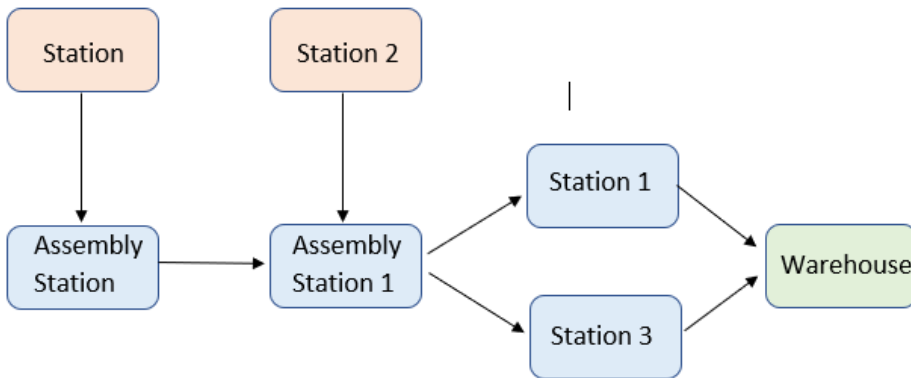 Station
Station 2
Station 1
Assembly
Station
Assembly
Station 1
Warehouse
Station 3